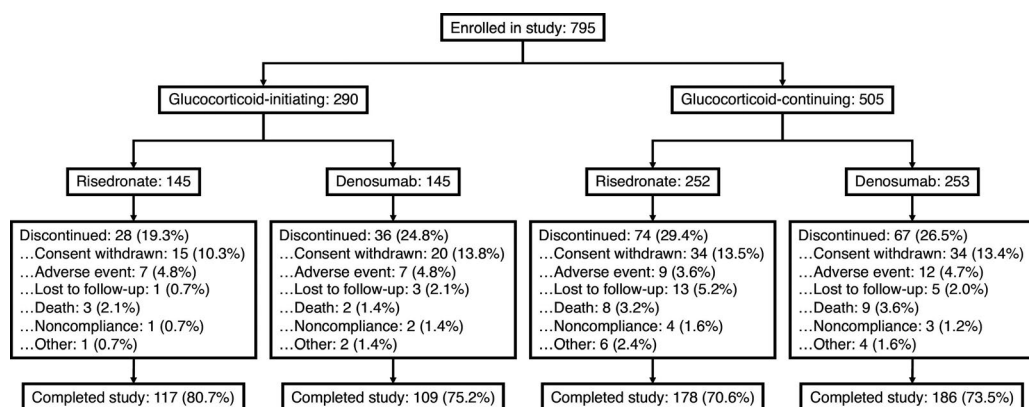 Enrolled in study: 795
Glucocorticoid-initiating: 290
Glucocorticoid-continuing: 505
Risedronate: 145
Denosumab: 145
Risedronate: 252
Denosumab: 253
Discontinued: 28 (19.3%)
...Consent withdrawn: 15 (10.3%)
...Adverse event: 7 (4.8%)
...Lost to follow-up: 1 (0.7%)
...Death: 3 (2.1%)
...Noncompliance: 1 (0.7%)
...Other: 1 (0.7%)
Discontinued: 36 (24.8%)
...Consent withdrawn: 20 (13.8%)
...Adverse event: 7 (4.8%)
...Lost to follow-up: 3 (2.1%)
...Death: 2 (1.4%)
...Noncompliance: 2 (1.4%)
...Other: 2 (1.4%)
Discontinued: 74 (29.4%)
...Consent withdrawn: 34 (13.5%)
...Adverse event: 9 (3.6%)
...Lost to follow-up: 13 (5.2%)
...Death: 8 (3.2%)
...Noncompliance: 4 (1.6%)
...Other: 6 (2.4%)
Discontinued: 67 (26.5%)
...Consent withdrawn: 34 (13.4%)
...Adverse event: 12 (4.7%)
...Lost to follow-up: 5 (2.0%)
...Death: 9 (3.6%)
...Noncompliance: 3 (1.2%)
...Other: 4 (1.6%)
Completed study: 117 (80.7%)
Completed study: 109 (75.2%)
Completed study: 178 (70.6%)
Completed study: 186 (73.5%)